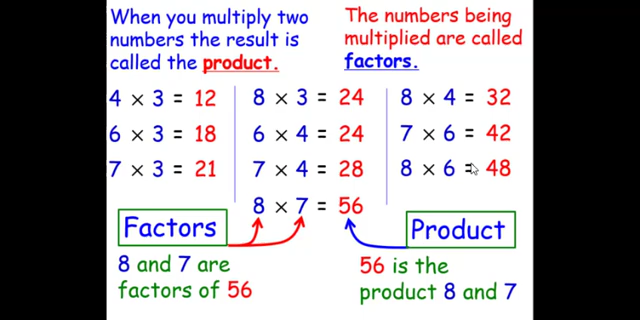 When you multiply two
numbers the result is
called the product.
The numbers being
multiplied are called
factors.
4 × 3 = 12
6 × 3 = 18
7 × 3 = 21
8 × 3 = 24
6 × 4 = 24
7 × 4 = 28
8 × 7 = 56
8 × 4 = 32
7 × 6 = 42
8 × 6 = 48
Factors
8 and 7 are
factors of 56
Product
56 is the
product 8 and 7